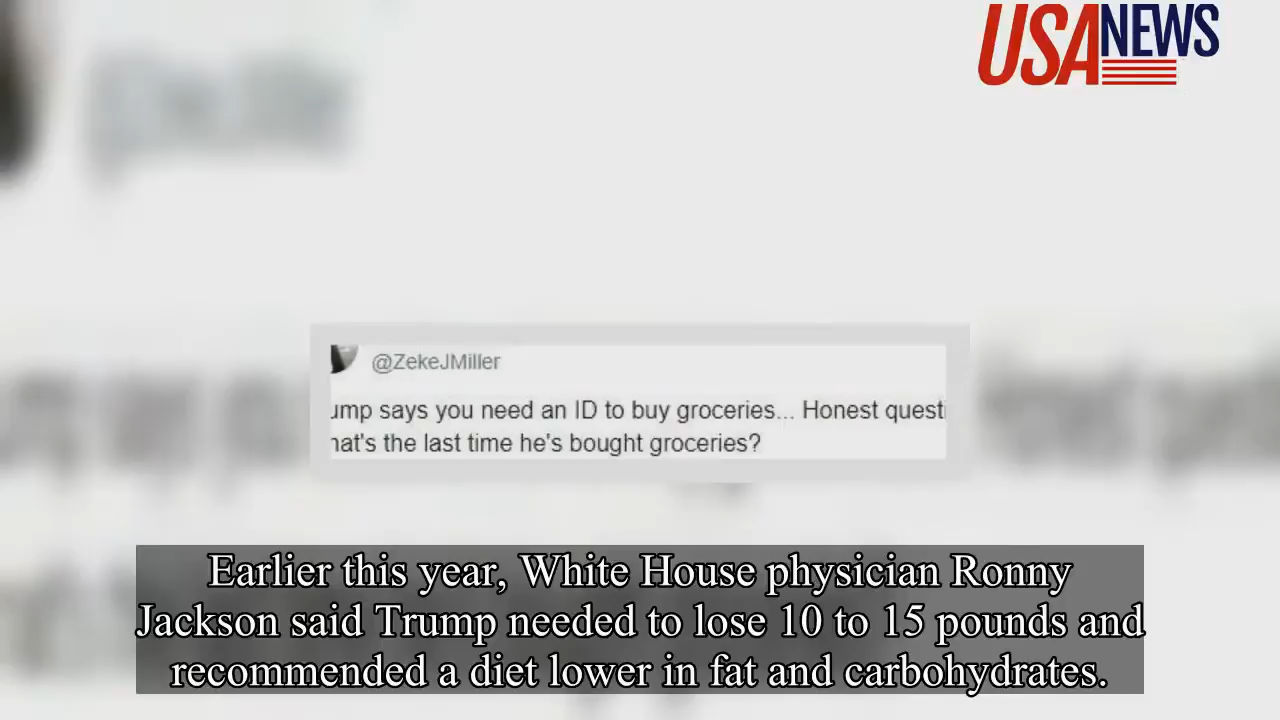 USANEWS
@ZekeJMiller
ump says you need an ID to buy groceries... Honest questi
hat's the last time he's bought groceries?
Earlier this year, White House physician Ronny
Jackson said Trump needed to lose 10 to 15 pounds and
recommended a diet lower in fat and carbohydrates.